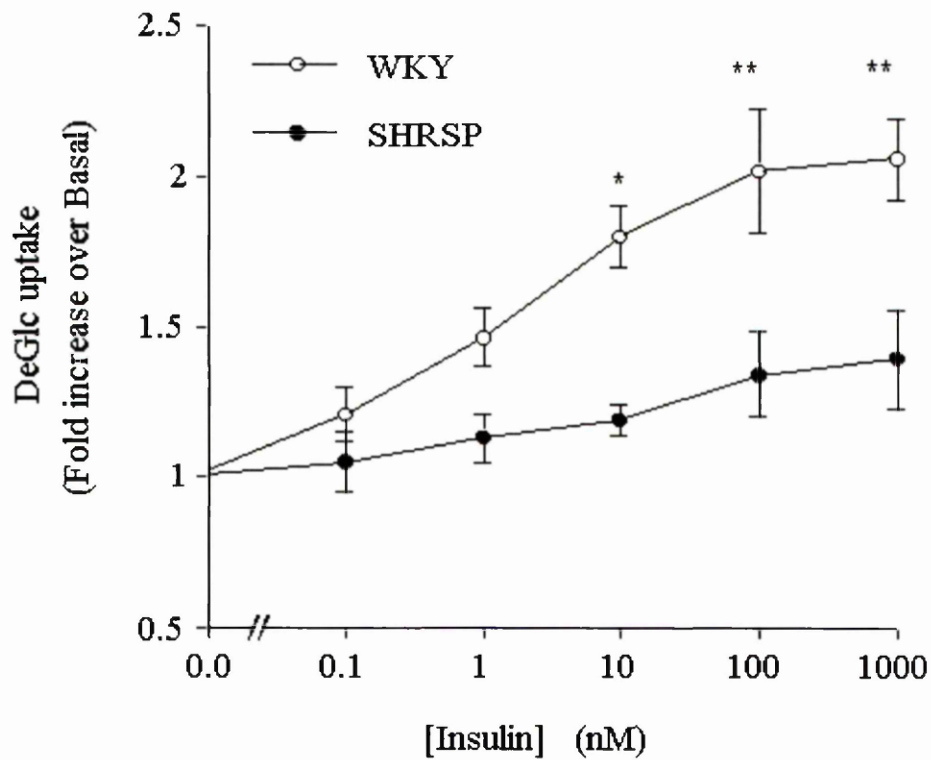 2.5
WKY
SHRSP
**
**
*
2
1.5
1
0.5
DeGlc uptake
(Fold increase over Basal)
0.0
0.1
1
10
100
1000
[Insulin] (nM)